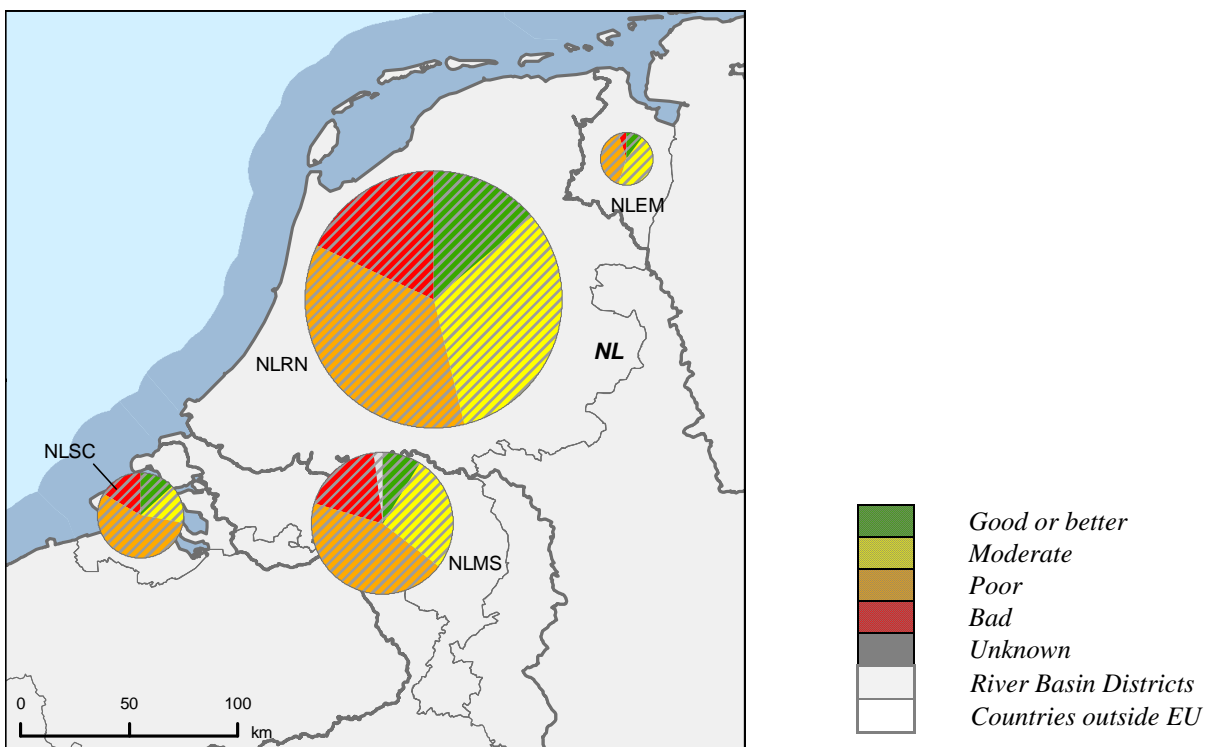 NLEM
NL
NLRN
NLSC
NLMS
0 50 100
km
Good or better
Moderate
Poor
Bad
Unknown
River Basin Districts
Countries outside EU